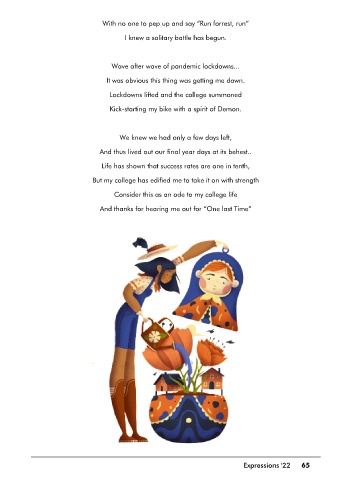 With no one to pep up and say “Run forrest, run”
I knew a solitary battle has begun.
Wave after wave of pandemic lockdowns...
It was obvious this thing was getting me down.
Lockdowns lifted and the college summoned
Kick-starting my bike with a spirit of Demon.
We knew we had only a few days left,
And thus lived out our final year days at its behest..
Life has shown that success rates are one in tenth,
But my college has edified me to take it on with strength
Consider this as an ode to my college life
And thanks for hearing me out for “One last Time”
Expressions '22 65